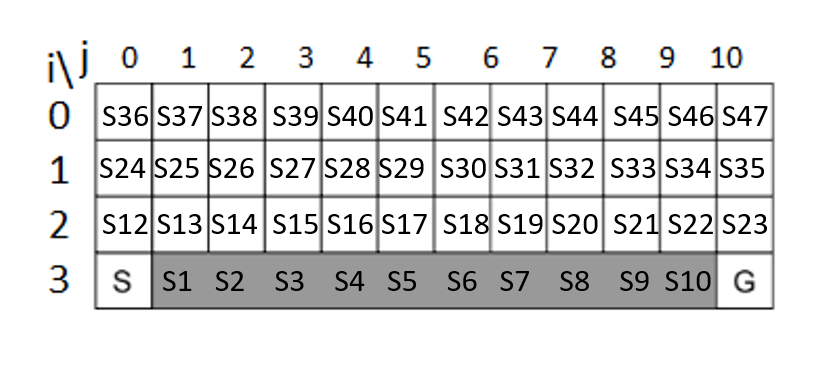 i\ j 0 1 2 3 4 5 6 7 8 9 10
0 S36 S37 S38 S39 S40 S41 S42 S43 S44 S45 S46 S47
1 S24 S25 S26 S27 S28 S29 S30 S31 S32 S33 S34 S35
2 S12 S13 S14 S15 S16 S17 S18 S19 S20 S21 S22 S23
3 S S1 S2 S3 S4 S5 S6 S7 S8 S9 S10 G